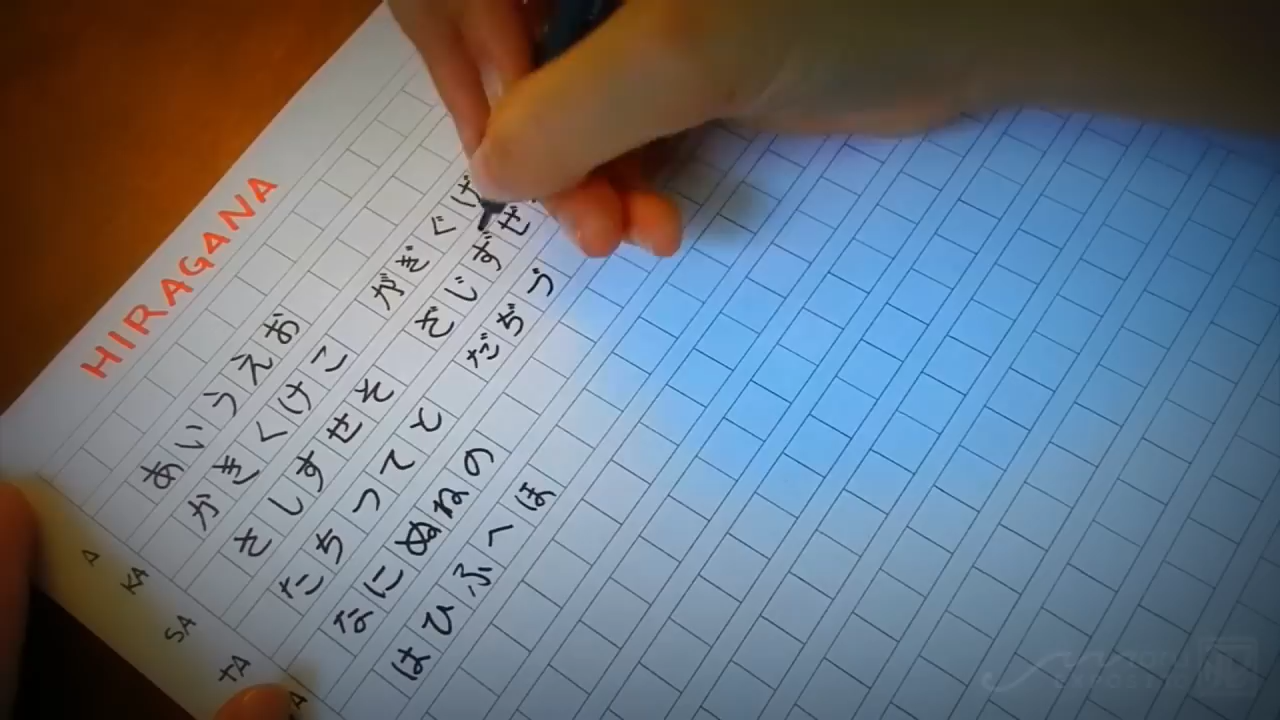 HIRAGANA
あいうえお
かきくけこ がぎぐげ
さしすせそ ざじずぜ
たちつてと だぢづ
なにぬねの
はひふへほ
A
KA
SA
TA